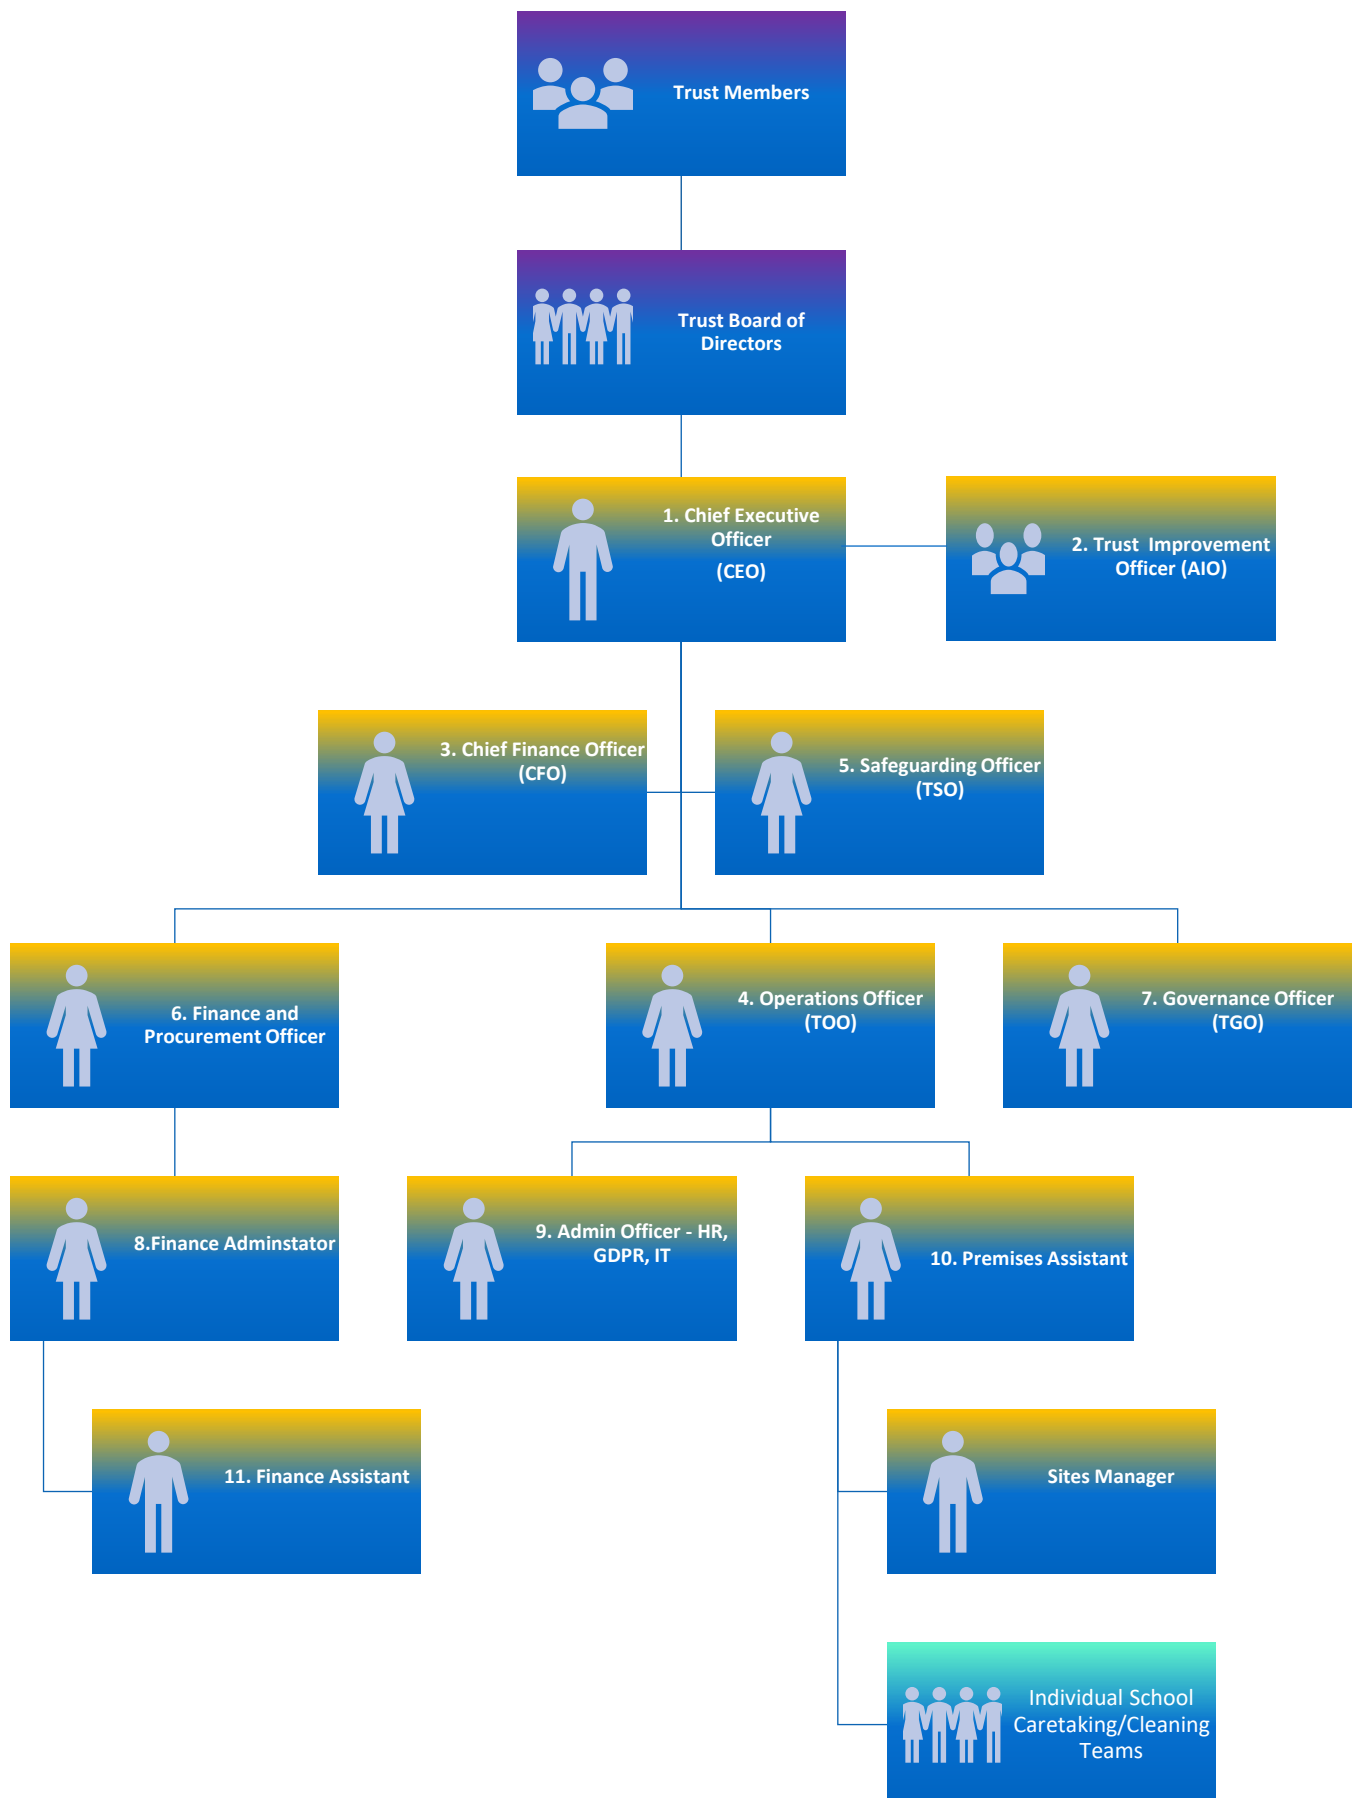 Trust Members
Trust Board of
Directors
1. Chief Executive
Officer
(CEO)
2. Trust  Improvement
Officer (AIO)
3. Chief Finance Officer
(CFO)
5. Safeguarding Officer
(TSO)
6. Finance and
Procurement Officer
4. Operations Officer
(TOO)
7. Governance Officer
(TGO)
8.Finance Adminstator
9. Admin Officer - HR,
GDPR, IT
10. Premises Assistant
11. Finance Assistant
Sites Manager
Individual School
Caretaking/Cleaning
Teams